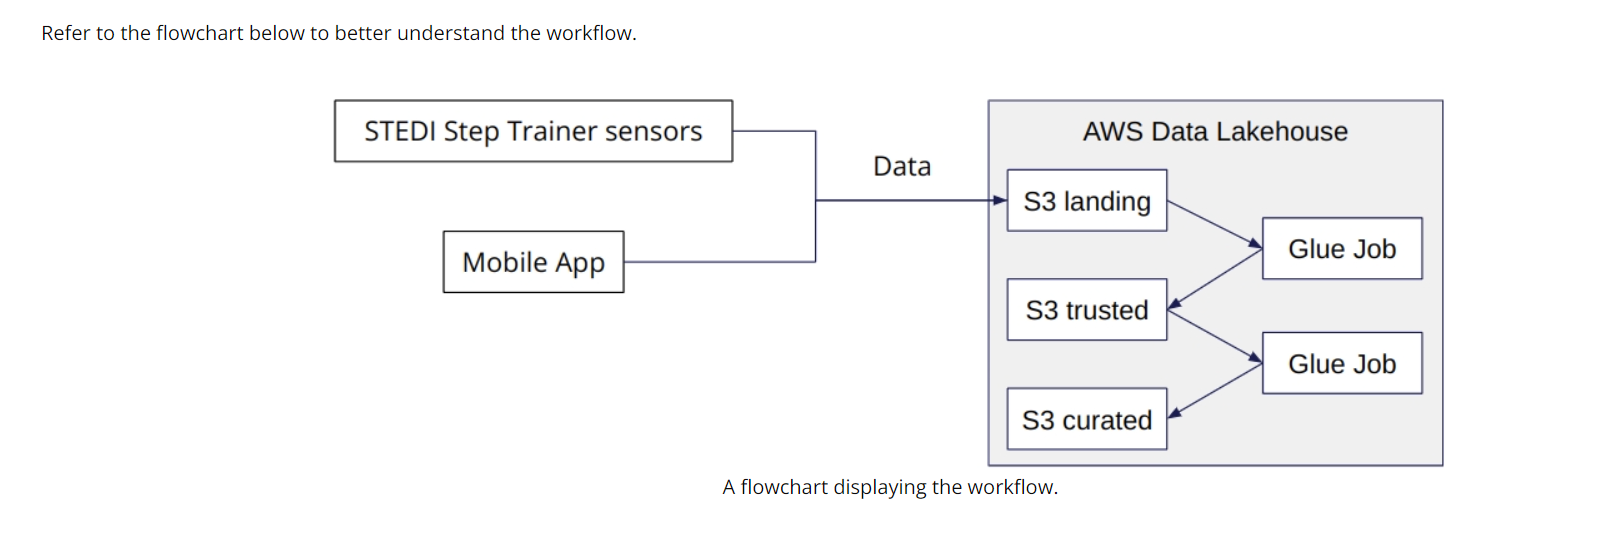 Refer to the flowchart below to better understand the workflow.
STEDI Step Trainer sensors
Mobile App
Data
AWS Data Lakehouse
S3 landing
Glue Job
S3 trusted
Glue Job
S3 curated
A flowchart displaying the workflow.